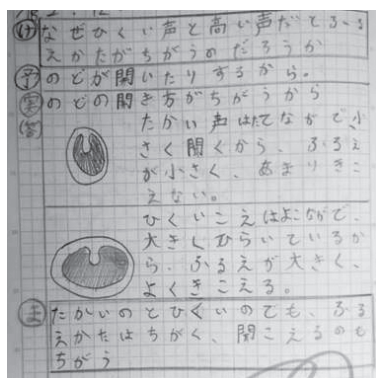 け なぜひくい声と高い声だとふる
えかたがちがうのだろうか
予 のどが開いたりするから。
実 のどの開き方がちがうから
答 たかい声はたてながで小
さく開くから、ふるえ
が小さく、あまりきこ
えない。
ひくいこえはよこながで、
大きくひらいているか
ら、ふるえが大きく、
よくきこえる。
ま たかいのとひくいのでも、ふる
えかたはちがく、聞こえるのも
ちがう